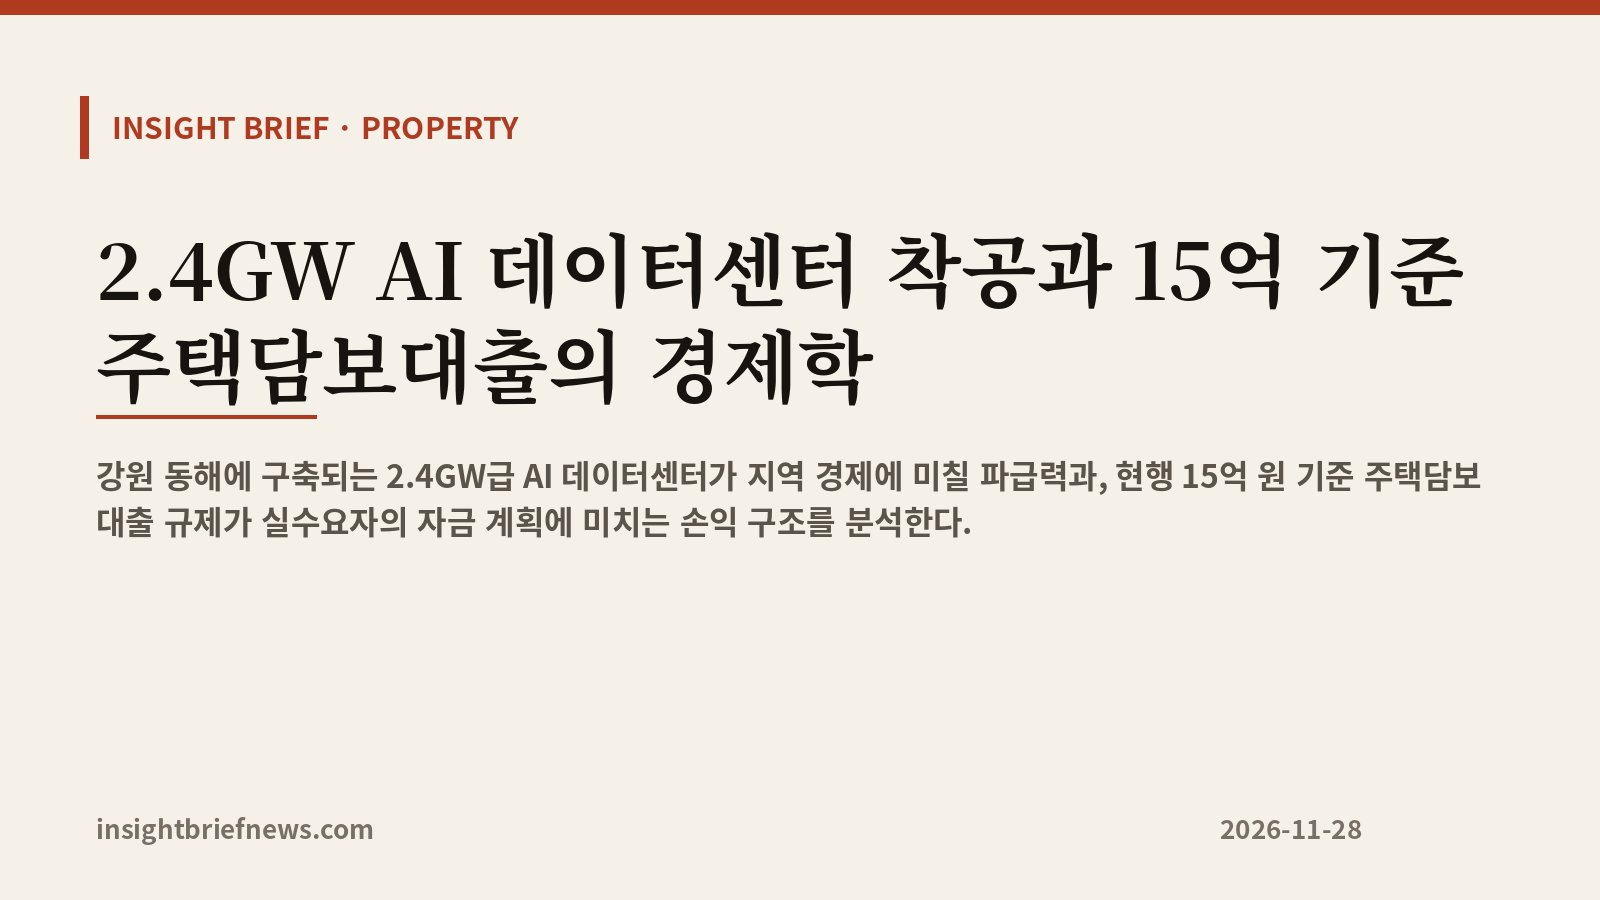 INSIGHT BRIEF · PROPERTY
2.4GW AI 데이터센터 착공과 15억 기준
주택담보대출의 경제학
강원 동해에 구축되는 2.4GW급 AI 데이터센터가 지역 경제에 미칠 파급력과, 현행 15억 원 기준 주택담보
대출 규제가 실수요자의 자금 계획에 미치는 손익 구조를 분석한다.
insightbriefnews.com
2026-11-28